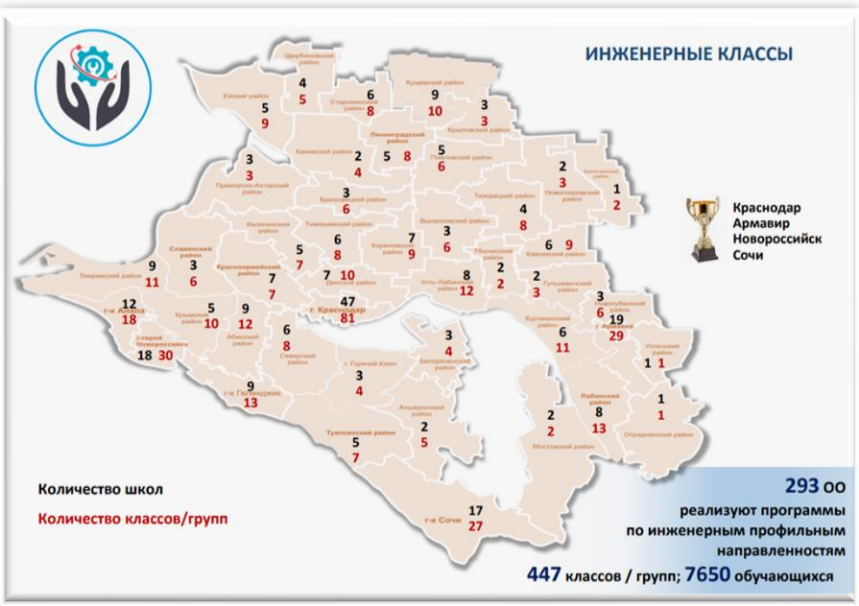 ИНЖЕНЕРНЫЕ КЛАССЫ
Щербиновский
район
4
5
Ейский район
5
9
Староминский
район
6
8
Кущевский район
9
10
Крыловский район
3
3
Ленинградский
район
5 8
Каневской район
2
4
Павловский район
5
6
3
3
Приморско-Ахтарский
район
3
Брюховецкий район
6
2
3
Новопокровский
район
1
2
Тихорецкий район
4
8
Калининский
район
5
7
Тимашевский район
6
8
Кореновский
район
7
9
Выселковский район
3
6
Тбилисский
район
2
2
6 9
Кавказский район
Краснодар
Армавир
Новороссийск
Сочи
Темрюкский район
9
11
Славянский
район
3
6
Красноармейский
район
7
7
7 10
Динской район
Усть-Лабинский
район
8
12
2
3
Гулькевичский
район
г-к Анапа
12
18
Крымский
район
5
10
Абинский
район
9
12
47
г. Краснодар
81
3
6
Новокубанский
район
19
г. Армавир
29
г-герой
Новороссийск
18 30
6
8
Северский
район
3
4
Белореченский
район
Курганинский
район
6
11
Успенский
район
1 1
9
г-к Геленджик
13
г. Горячий Ключ
3
4
Апшеронский
район
2
5
Туапсинский район
5
7
2
2
Мостовский район
Лабинский
район
8
13
1
1
Отрадненский район
17
г-к Сочи
27
Количество школ
Количество классов/групп
293 ОО
реализуют программы
по инженерным профильным
направленностям
447 классов / групп; 7650 обучающихся